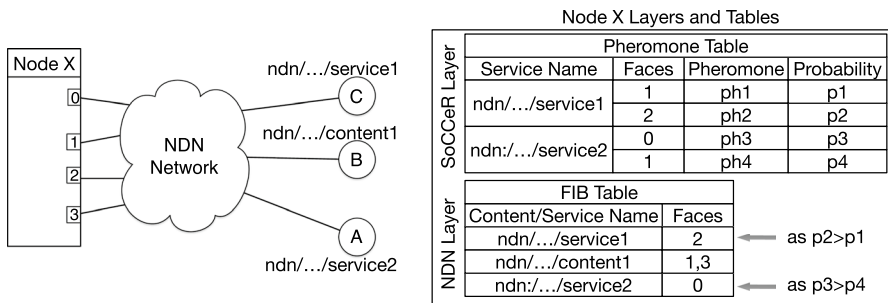 Node X
0
1
2
3
NDN
Network
ndn/.../service1
C
ndn/.../content1
B
A
ndn/.../service2
Node X Layers and Tables
SoCCeR Layer
Pheromone Table
Service Name Faces Pheromone Probability
ndn/.../service1
1 ph1 p1
2 ph2 p2
ndn:/.../service2
0 ph3 p3
1 ph4 p4
NDN Layer
FIB Table
Content/Service Name Faces
ndn/.../service1 2 as p2>p1
ndn/.../content1 1,3
ndn:/.../service2 0 as p3>p4